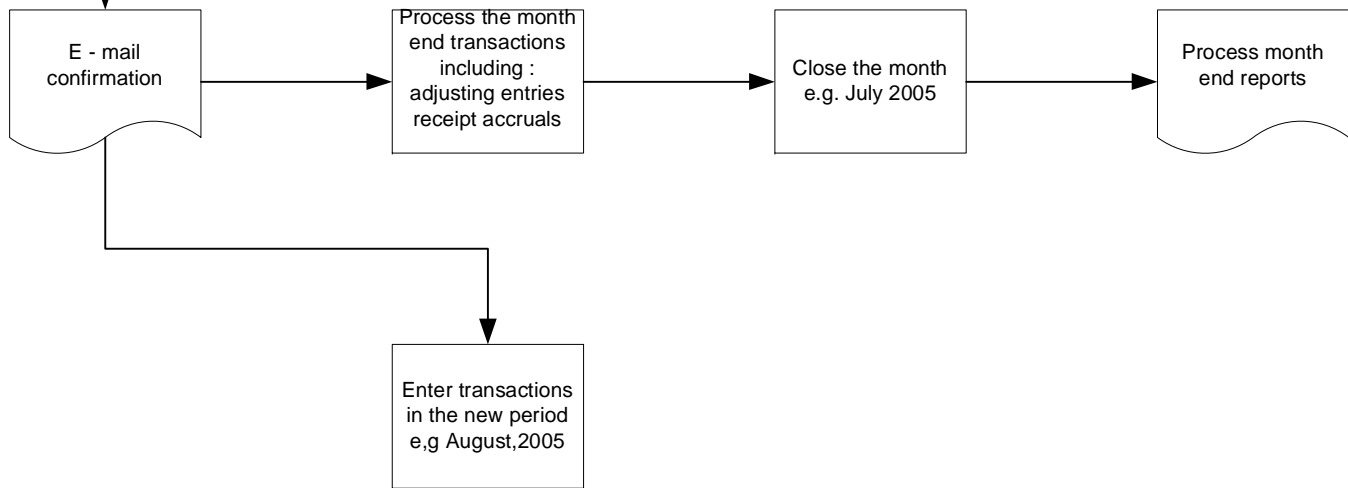 E - mail
confirmation
Process the month
end transactions
including :
adjusting entries
receipt accruals
Close the month
e.g. July 2005
Process month
end reports
Enter transactions
in the new period
e,g August,2005